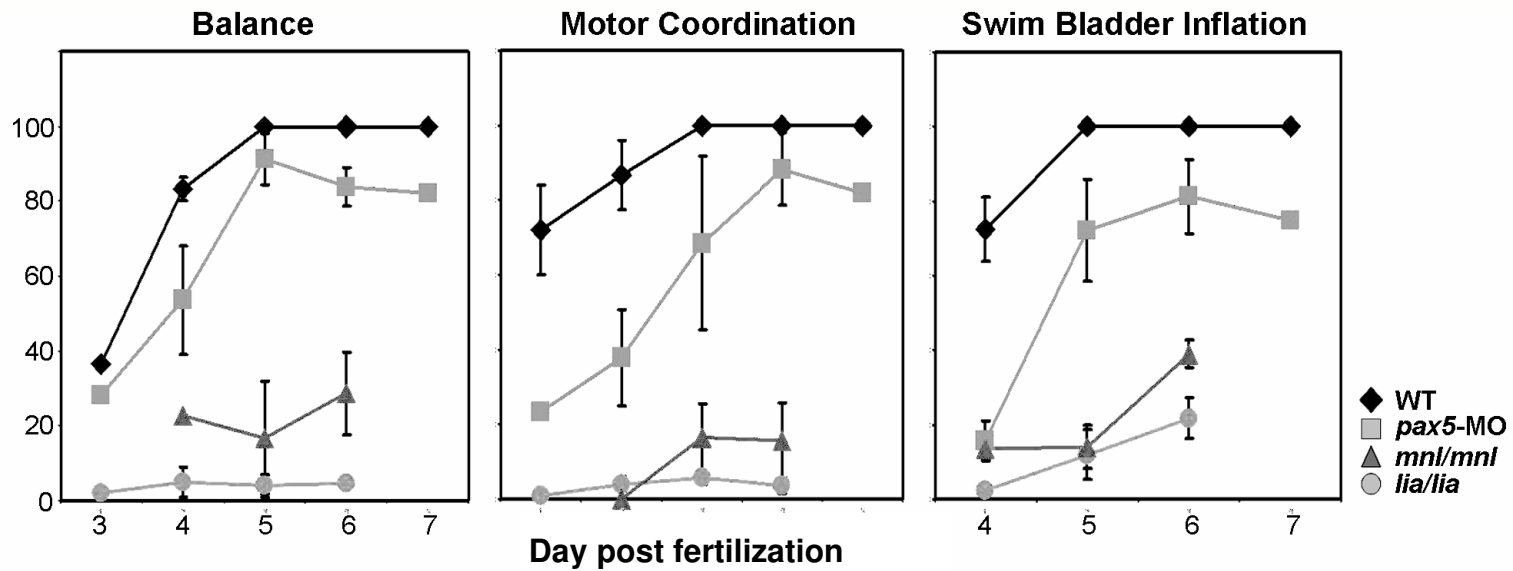 Balance Motor Coordination Swim Bladder Inflation
100
80
60
40
20
0
3 4 5 6 7 4 5 6 7
Day post fertilization
WT
pax5-MO
mnl/mnl
lia/lia